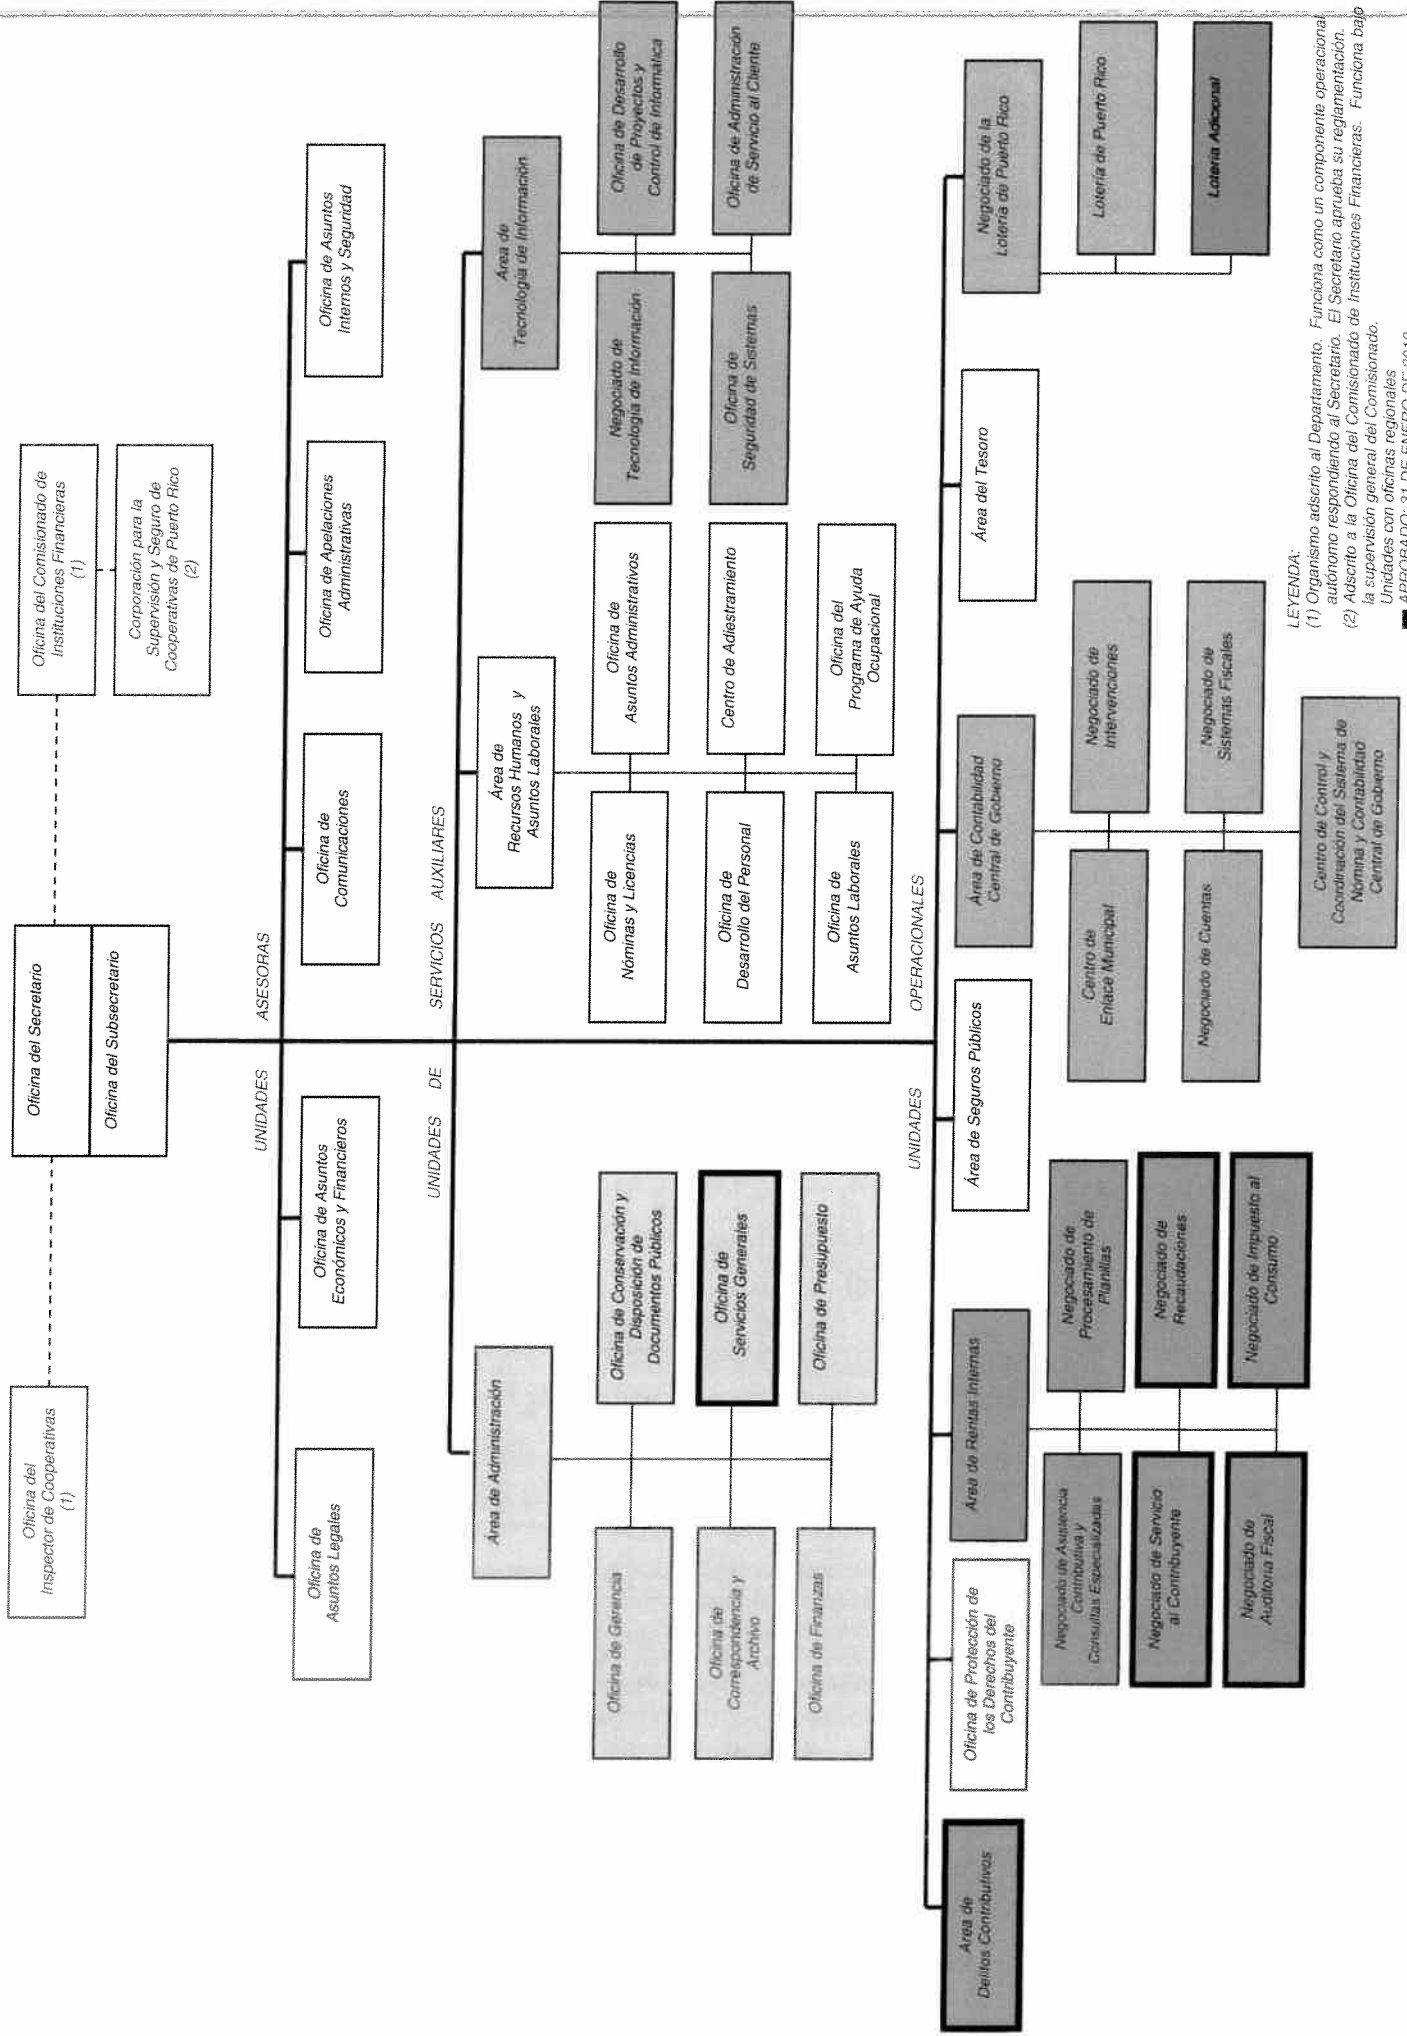 Oficina del
Inspector de Cooperativas
(1)
Oficina del Secretario
Oficina del Subsecretario
Oficina del Comisionado de
Instituciones Financieras
(1)
Corporación para la
Supervisión y Seguro de
Cooperativas de Puerto Rico
(2)
UNIDADES ASESORAS
Oficina de
Asuntos Legales
Oficina de Asuntos
Económicos y Financieros
Oficina de
Comunicaciones
Oficina de Apelaciones
Administrativas
Oficina de Asuntos
Internos y Seguridad
UNIDADES DE SERVICIOS AUXILIARES
Área de Administración
Oficina de Gerencia
Oficina de Conservación y
Disposición de
Documentos Públicos
Oficina de
Correspondencia y
Archivo
Oficina de
Servicios Generales
Oficina de Finanzas
Oficina de Presupuesto
Área de
Recursos Humanos y
Asuntos Laborales
Oficina de
Nóminas y Licencias
Oficina de
Asuntos Administrativos
Oficina de
Desarrollo del Personal
Centro de Adiestramiento
Oficina de
Asuntos Laborales
Oficina del
Programa de Ayuda
Ocupacional
Área de
Tecnología de Información
Negociado de
Tecnología de Información
Oficina de Desarrollo
de Proyectos y
Control de Informática
Oficina de
Seguridad de Sistemas
Oficina de Administración
de Servicio al Cliente
UNIDADES OPERACIONALES
Área de
Delitos Contributivos
Oficina de Protección de
los Derechos del
Contribuyente
Área de Rentas Internas
Negociado de Asistencia
Contributiva y
Consultas Especializadas
Negociado de
Procesamiento de
Planillas
Negociado de Servicio
al Contribuyente
Negociado de
Recaudaciones
Negociado de
Auditoría Fiscal
Negociado de Impuesto al
Consumo
Área de Seguros Públicos
Área de Contabilidad
Central de Gobierno
Centro de
Enlace Municipal
Negociado de
Intervenciones
Negociado de Cuentas
Negociado de
Sistemas Fiscales
Centro de Control y
Coordinación del Sistema de
Nómina y Contabilidad
Central de Gobierno
Área del Tesoro
Negociado de la
Lotería de Puerto Rico
Lotería de Puerto Rico
Lotería Adicional
LEYENDA:
(1) Organismo adscrito al Departamento. Funciona como un componente operacional
autónomo respondiendo al Secretario. El Secretario aprueba su reglamentación.
(2) Adscrito a la Oficina del Comisionado de Instituciones Financieras. Funciona bajo
la supervisión general del Comisionado.
Unidades con oficinas regionales
APROBADO: 31 DE ENERO DE